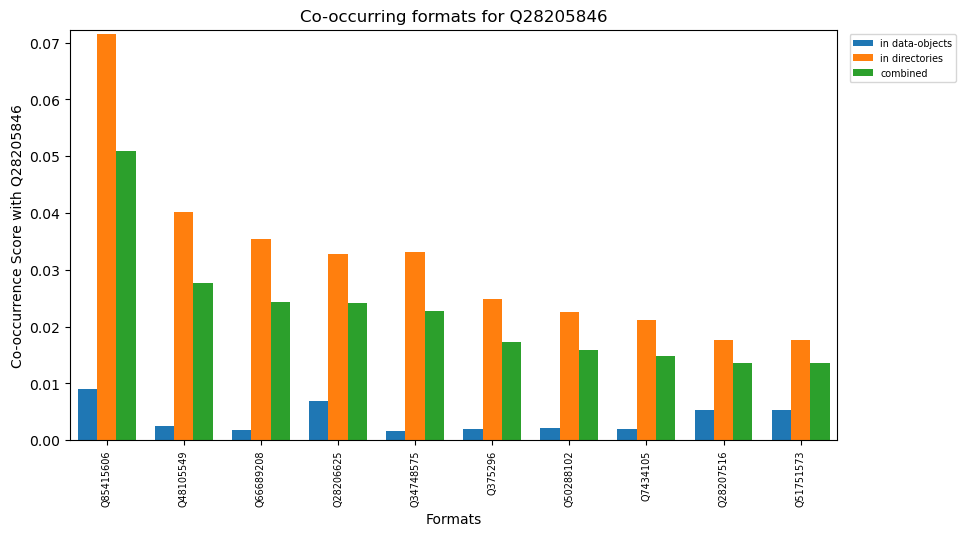 Co-occurring formats for Q28205846
Co-occurrence Score with Q28205846
0.07
0.06
0.05
0.04
0.03
0.02
0.01
0.00
Q85415606
Q48105549
Q66689208
Q28206625
Q34748575
Q375296
Q50288102
Q7434105
Q28207516
Q51751573
Formats
in data-objects
in directories
combined